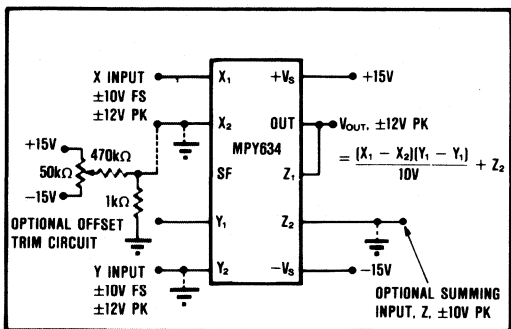 X INPUT
±10V FS
±12V PK
+15V
50kΩ
-15V
470kΩ
1kΩ
OPTIONAL OFFSET
TRIM CIRCUIT
Y INPUT
±10V FS
±12V PK
X₁
X₂
SF
Y₁
Y₂
MPY634
+Vₛ
OUT
Z₁
Z₂
-Vₛ
+15V
V_OUT, ±12V PK
= (X₁ - X₂)(Y₁ - Y₁) / 10V + Z₂
-15V
OPTIONAL SUMMING
INPUT, Z, ±10V PK